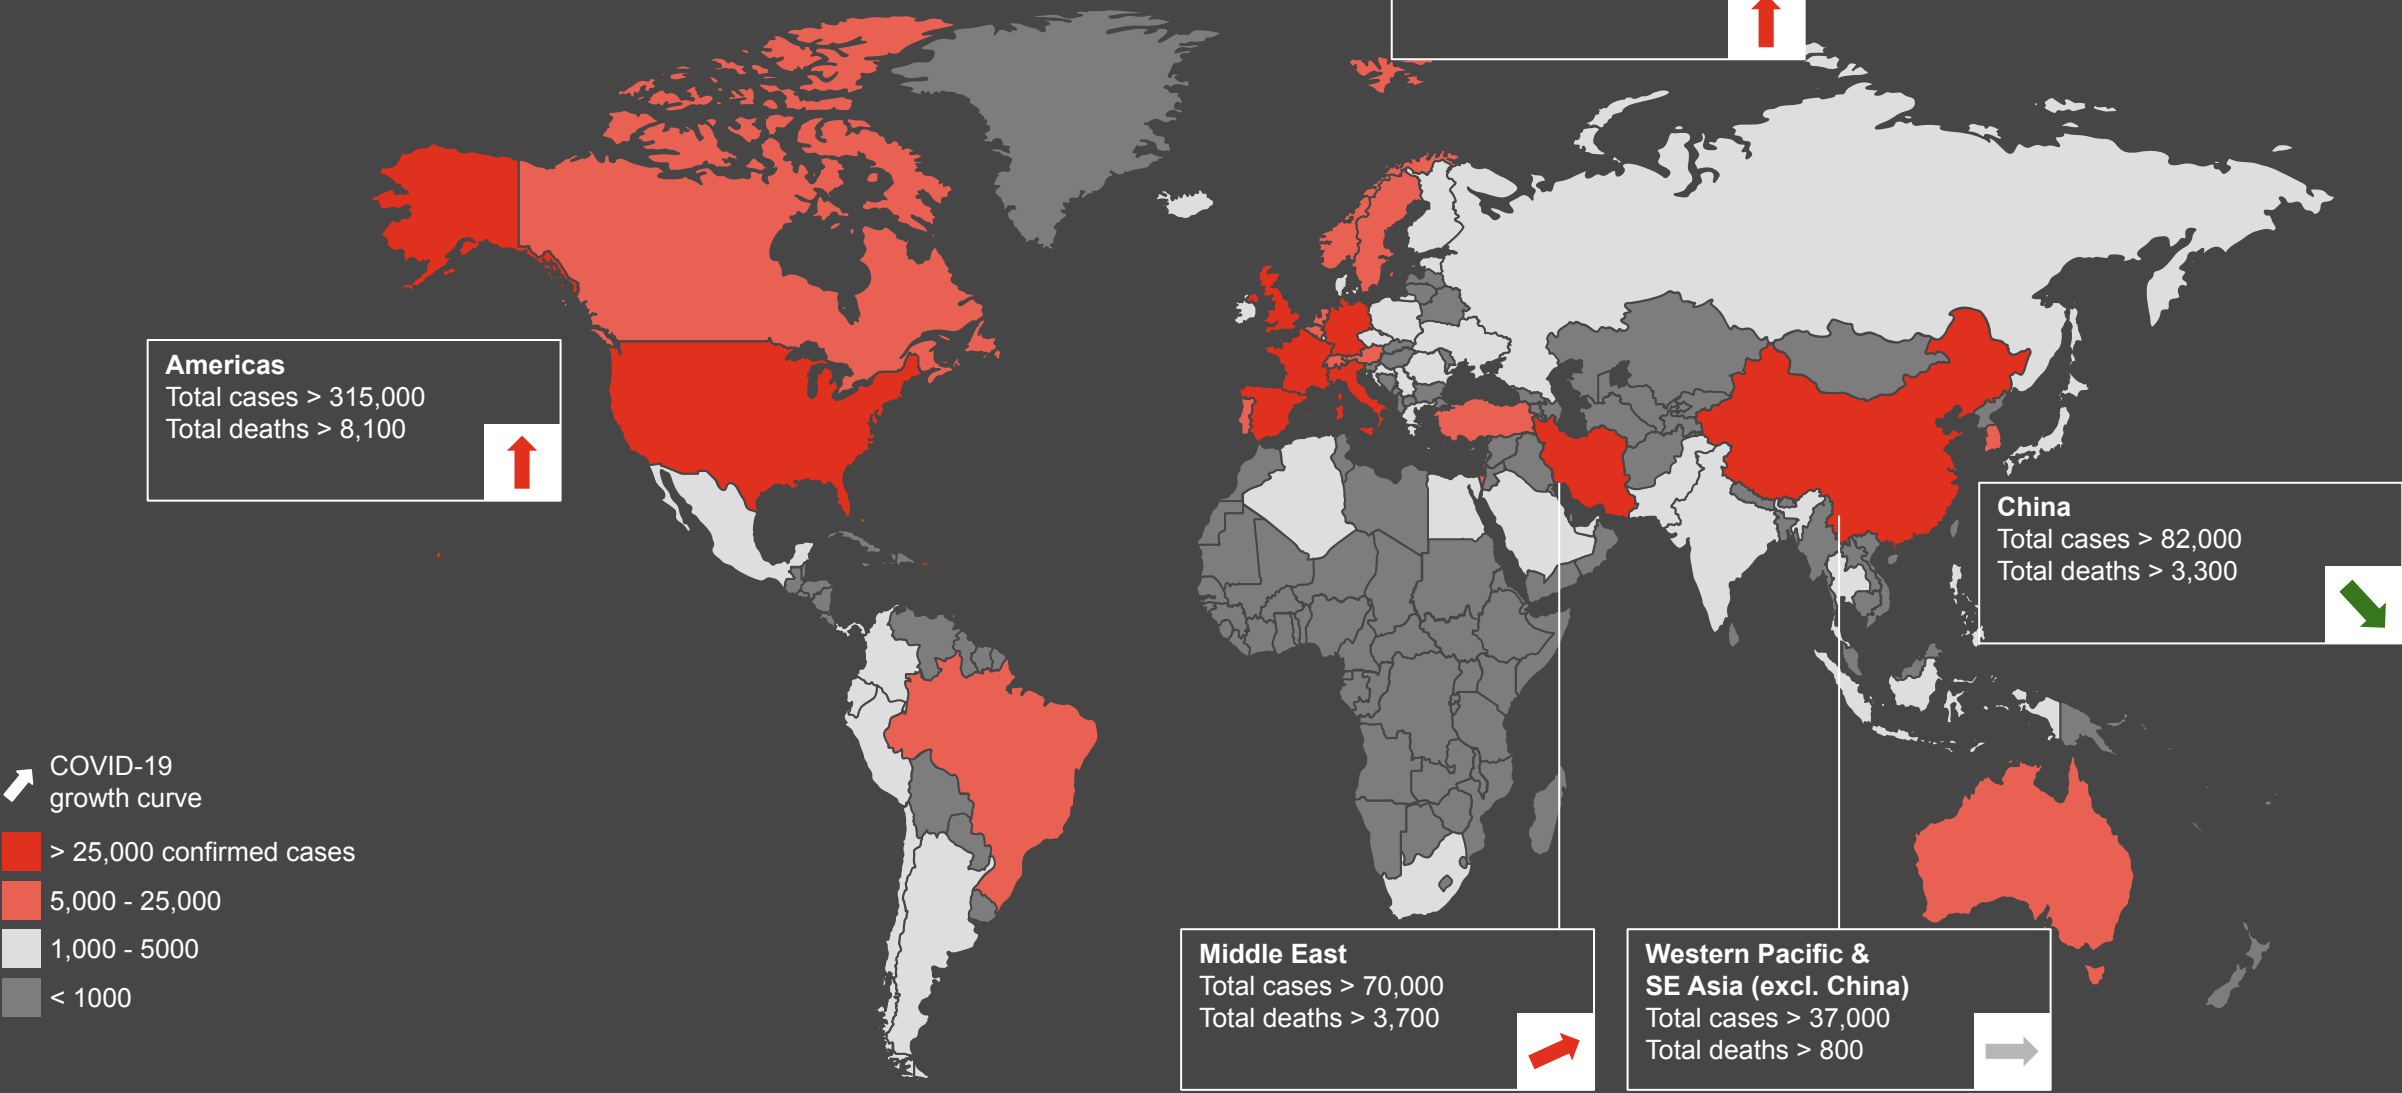 Americas
Total cases > 315,000
Total deaths > 8,100
China
Total cases > 82,000
Total deaths > 3,300
COVID-19
growth curve
> 25,000 confirmed cases
5,000 - 25,000
1,000 - 5000
< 1000
Middle East
Total cases > 70,000
Total deaths > 3,700
Western Pacific &
SE Asia (excl. China)
Total cases > 37,000
Total deaths > 800